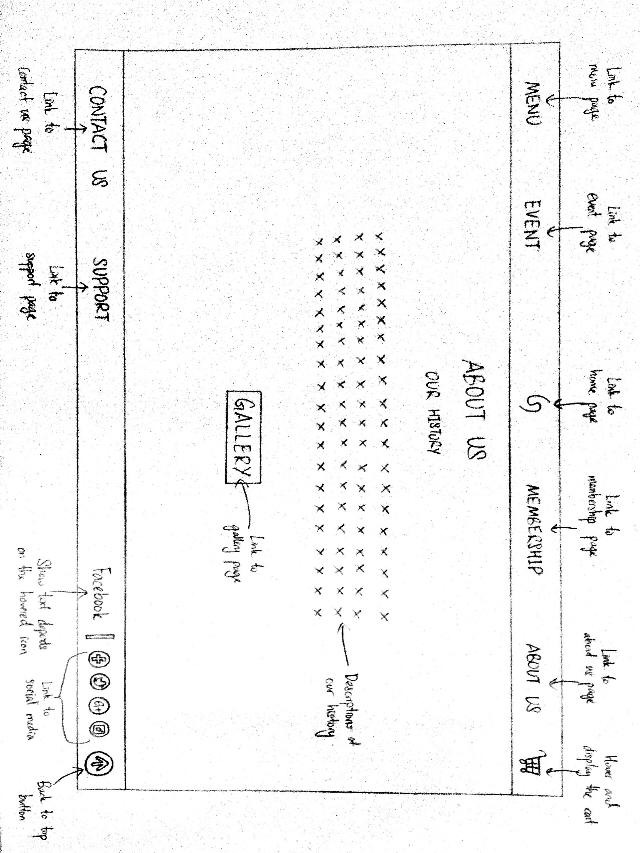 Link to
menu page
Link to
event page
Link to
home page
Link to
membership page
Link to
about us page
Hover and
display the cart
MENU
EVENT
MEMBERSHIP
ABOUT US
ABOUT US
OUR HISTORY
x x x x x x x x x x x x x x x x x x x x
x x x x x x x x x x x x x x x x x x x x
x x x x x x x x x x x x x x x x x x x x
x x x x x x x x x x x x x x x x x x x x
Descriptions of
our history
GALLERY
Link to
gallery page
CONTACT US
SUPPORT
Facebook
Link to
contact us page
Link to
support page
Show text depends
on the hovered icon
Link to
social media
Back to top
button